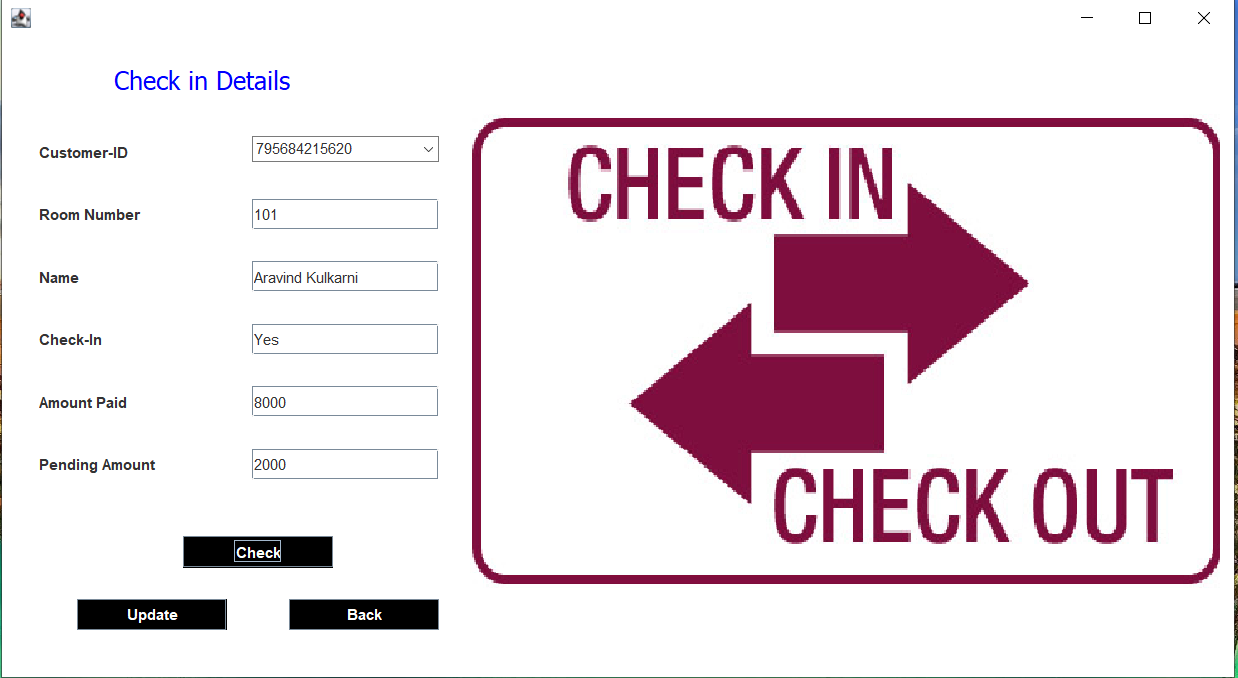 Check in Details
Customer-ID 795684215620
Room Number 101
Name Aravind Kulkarni
Check-In Yes
Amount Paid 8000
Pending Amount 2000
Check
Update Back
CHECK IN
CHECK OUT